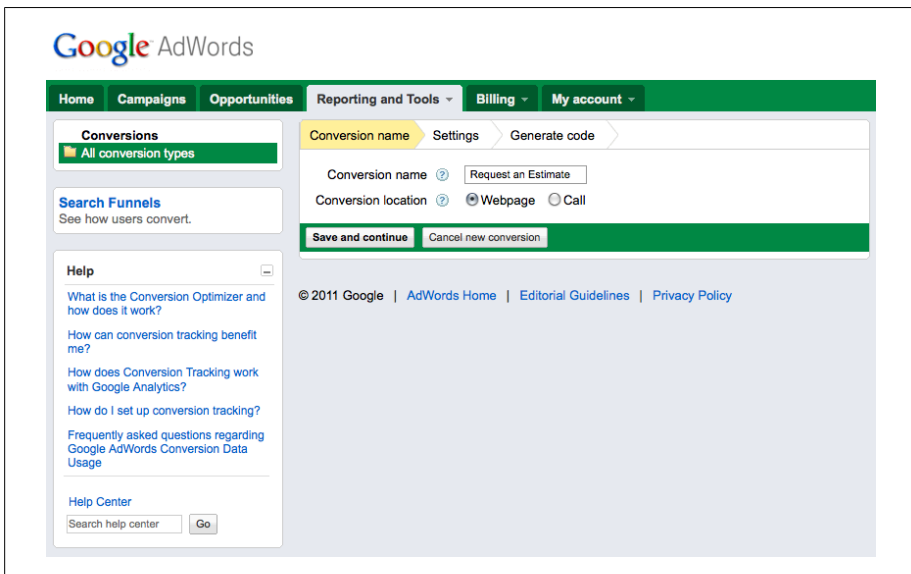 Google AdWords
Home Campaigns Opportunities Reporting and Tools Billing My account
Conversions
All conversion types
Search Funnels
See how users convert.
Help
What is the Conversion Optimizer and
how does it work?
How can conversion tracking benefit
me?
How does Conversion Tracking work
with Google Analytics?
How do I set up conversion tracking?
Frequently asked questions regarding
Google AdWords Conversion Data
Usage
Help Center
Search help center Go
Conversion name Settings Generate code
Conversion name ? Request an Estimate
Conversion location ? Webpage Call
Save and continue Cancel new conversion
© 2011 Google | AdWords Home | Editorial Guidelines | Privacy Policy